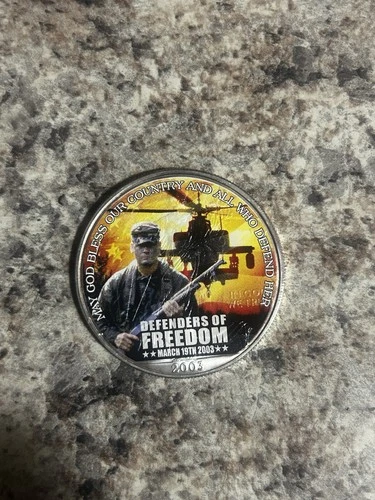 MAY GOD BLESS OUR COUNTRY AND ALL WHO DEFEND HER
DEFENDERS OF
FREEDOM
★★ MARCH 19TH 2003 ★★
2003